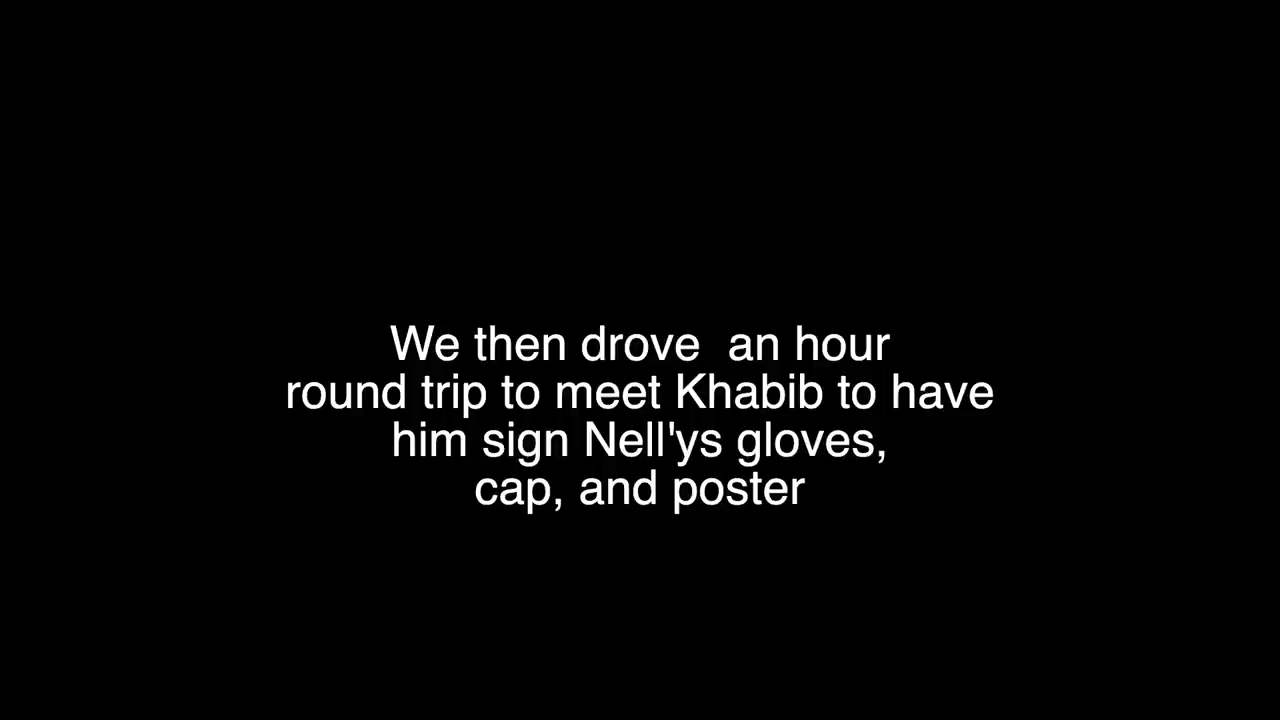 We then drove  an hour
round trip to meet Khabib to have
him sign Nell'ys gloves,
cap, and poster